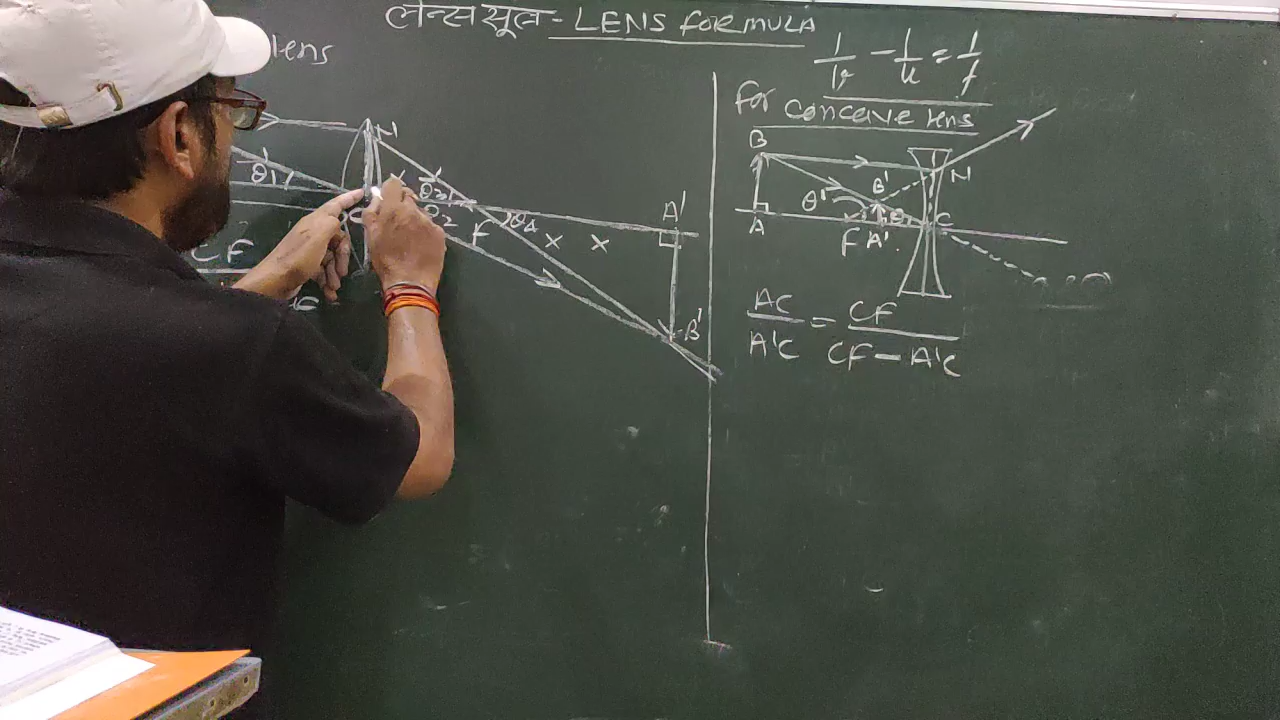 लेन्स सूत्र - LENS FORMULA
lens
1/v - 1/u = 1/f
N
θ1
θ3
θ2
θ4
F
A'
B'
CF
For Concave lens
B
B'
N
θ'
A
F A'
C
AC/A'C = CF/CF - A'C